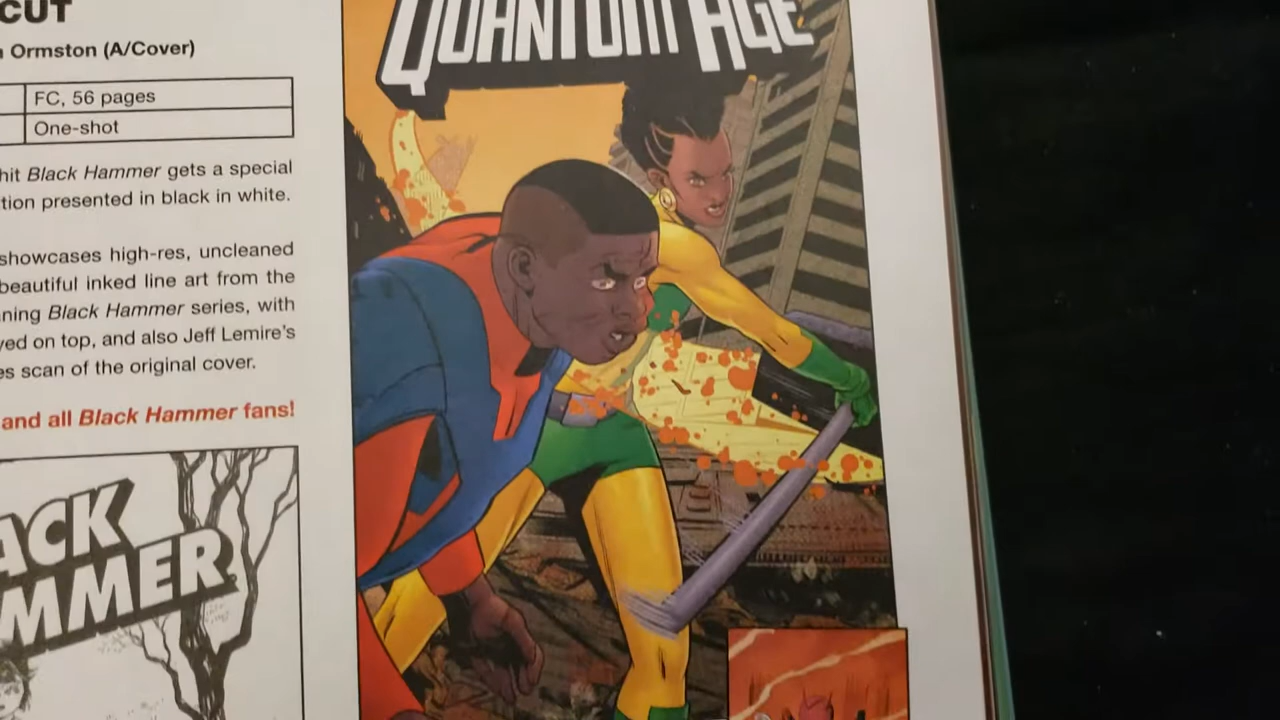 CUT
Ormston (A/Cover)
FC, 56 pages
One-shot
hit Black Hammer gets a special
tion presented in black in white.
showcases high-res, uncleaned
beautiful inked line art from the
ning Black Hammer series, with
yed on top, and also Jeff Lemire's
es scan of the original cover.
and all Black Hammer fans!
ACK
MMER
QUANTUM AGE